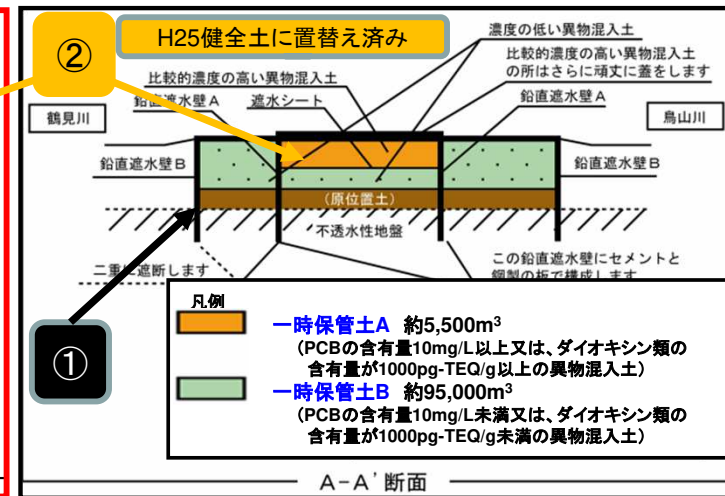 ②
H25健全土に置替え済み
濃度の低い異物混入土
比較的濃度の高い異物混入土
の所はさらに頑丈に蓋をします
比較的濃度の高い異物混入土
鉛直遮水壁A
遮水シート
鉛直遮水壁A
鶴見川
鳥山川
鉛直遮水壁B
鉛直遮水壁B
(原位置土)
不透水性地盤
二重に遮断します
この鉛直遮水壁にセメントと
鋼製の板で構成します
①
凡例
一時保管土A 約5,500m³
(PCBの含有量10mg/L以上又は、ダイオキシン類の
含有量が1000pg-TEQ/g以上の異物混入土)
一時保管土B 約95,000m³
(PCBの含有量10mg/L未満又は、ダイオキシン類の
含有量が1000pg-TEQ/g未満の異物混入土)
A-A'断面